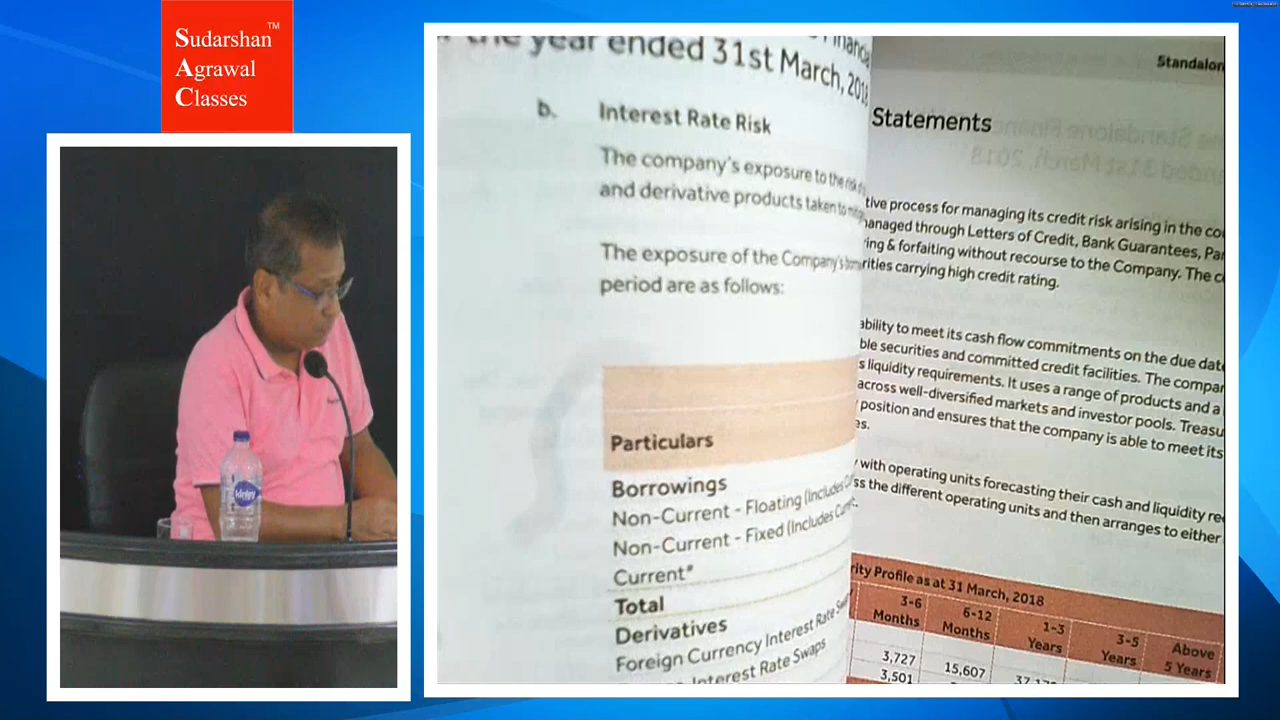 Sudarshan
Agrawal
Classes
TM
the year ended 31st March, 2018
b. Interest Rate Risk
The company's exposure to the risk
and derivative products taken to
The exposure of the Company's
period are as follows:
Particulars
Borrowings
Non-Current - Floating (Includes
Non-Current - Fixed (Includes
Current*
Total
Derivatives
Foreign Currency Interest Rate
Interest Rate Swaps
Standalon
Statements
tive process for managing its credit risk arising in the
managed through Letters of Credit, Bank Guarantees,
ring & forfaiting without recourse to the Company. The
rities carrying high credit rating.
ability to meet its cash flow commitments on the due date
ble securities and committed credit facilities. The
s liquidity requirements. It uses a range of products and a
across well-diversified markets and investor pools.
position and ensures that the company is able to meet its
es.
with operating units forecasting their cash and liquidity
ss the different operating units and then arranges to either
rity Profile as at 31 March, 2018
3-6 Months
6-12 Months
1-3 Years
3-5 Years
Above 5 Years
3,727 15,607
3,501
kinley